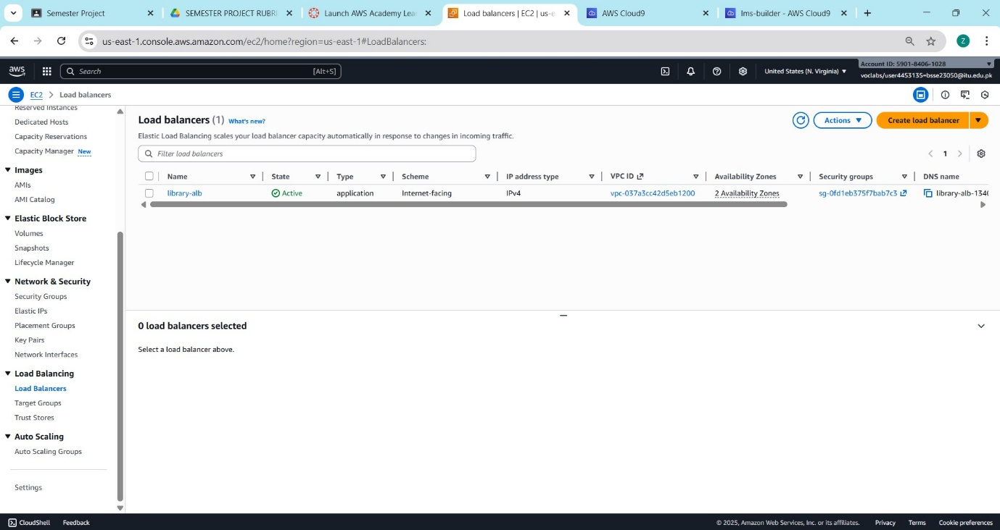 Semester Project
SEMESTER PROJECT RUBRI
Launch AWS Academy Lea
Load balancers | EC2 | us-e
AWS Cloud9
lms-builder - AWS Cloud9
us-east-1.console.aws.amazon.com/ec2/home?region=us-east-1#LoadBalancers:
Z
aws
Search
[Alt+S]
United States (N. Virginia)
Account ID: 5901-8406-1028
voclabs/user4453135=bsse23050@itu.edu.pk
EC2 > Load balancers
Reserved Instances
Dedicated Hosts
Capacity Reservations
Capacity Manager New
Images
AMIs
AMI Catalog
Elastic Block Store
Volumes
Snapshots
Lifecycle Manager
Network & Security
Security Groups
Elastic IPs
Placement Groups
Key Pairs
Network Interfaces
Load Balancing
Load Balancers
Target Groups
Trust Stores
Auto Scaling
Auto Scaling Groups
Settings
Load balancers (1) What's new?
Actions
Create load balancer
Elastic Load Balancing scales your load balancer capacity automatically in response to changes in incoming traffic.
Filter load balancers
1
Name State Type Scheme IP address type VPC ID Availability Zones Security groups DNS name
library-alb Active application Internet-facing IPv4 vpc-037a3cc42d5eb1200 2 Availability Zones sg-0fd1eb375f7bab7c3 library-alb-1340
0 load balancers selected
Select a load balancer above.
CloudShell Feedback
© 2025, Amazon Web Services, Inc. or its affiliates. Privacy Terms Cookie preferences